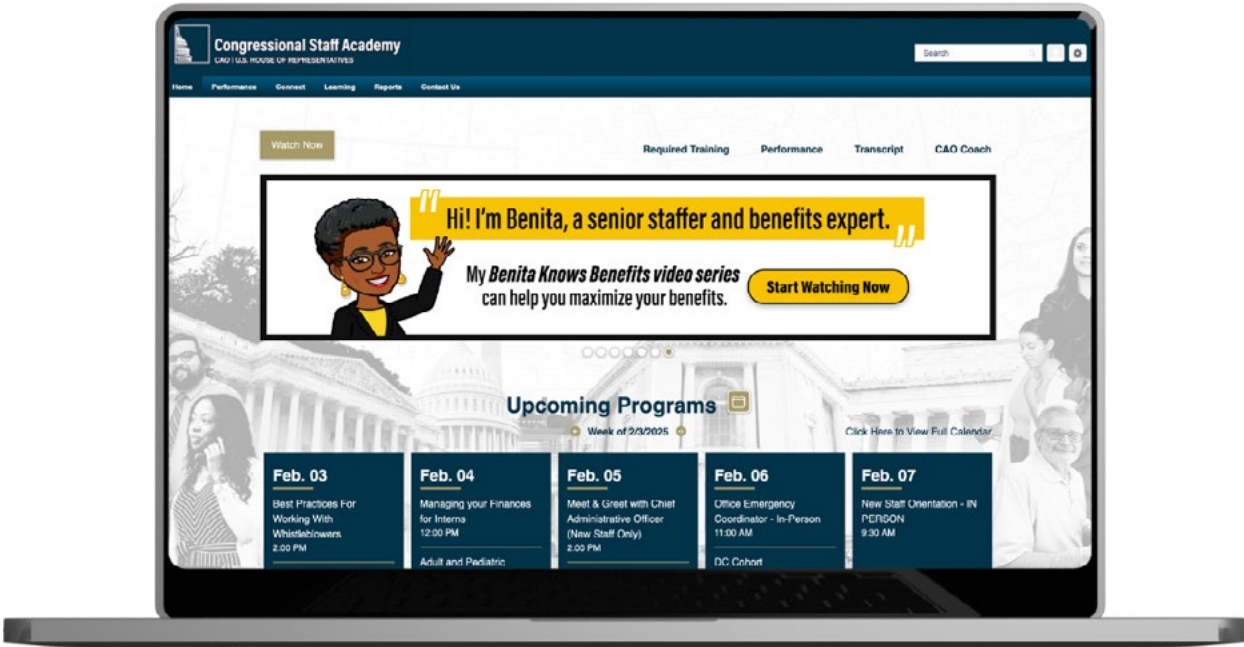 Congressional Staff Academy
CAO | U.S. HOUSE OF REPRESENTATIVES
Search
Home Performance Connect Learning Reports Contact Us
Watch Now
Required Training Performance Transcript CAO Coach
"Hi! I'm Benita, a senior staffer and benefits expert."
My Benita Knows Benefits video series
can help you maximize your benefits.
Start Watching Now
Upcoming Programs
Week of 2/3/2025
Click Here to View Full Calendar
Feb. 03
Best Practices For
Working With
Whistleblowers
2:00 PM
Feb. 04
Managing your Finances
for Interns
12:00 PM
Adult and Pediatric
Feb. 05
Meet & Greet with Chief
Administrative Officer
(New Staff Only)
2:00 PM
Feb. 06
Office Emergency
Coordinator - In-Person
11:00 AM
DC Cohort
Feb. 07
New Staff Orientation - IN
PERSON
9:30 AM